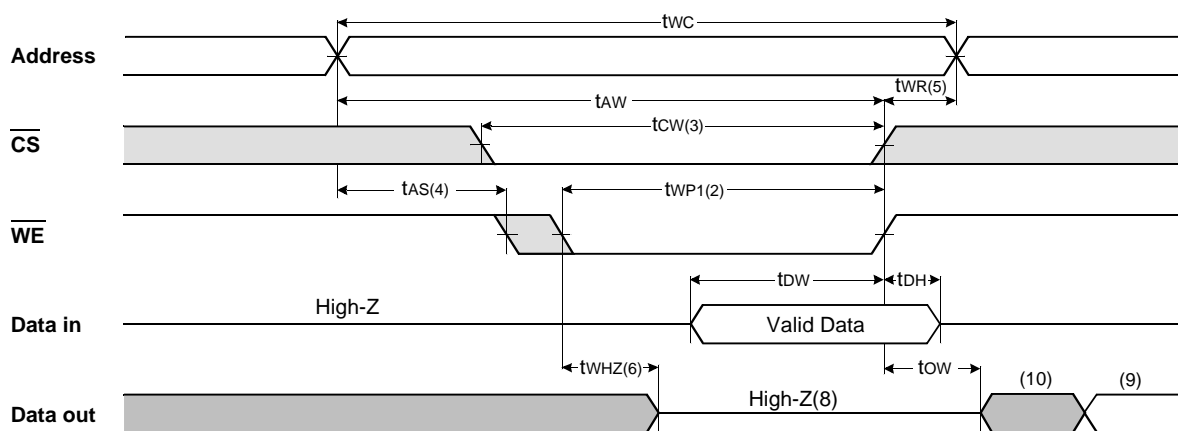 tWC
Address
tWR(5)
tAW
tCW(3)
CS
tAS(4)
tWP1(2)
WE
tDW
tDH
High-Z
Data in
Valid Data
tWHZ(6)
tOW
(10)
(9)
High-Z(8)
Data out